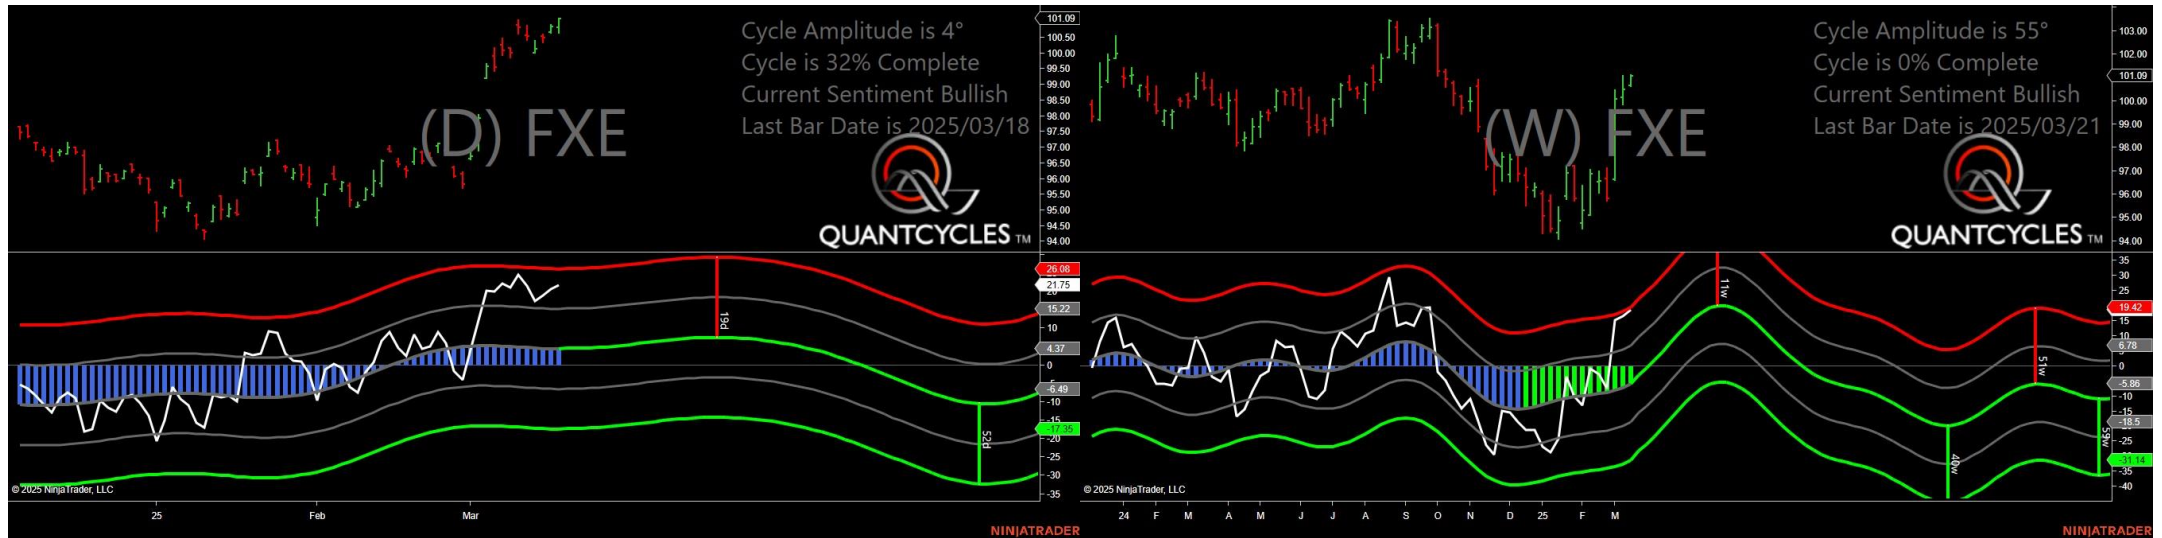 Cycle Amplitude is 4°
Cycle is 32% Complete
Current Sentiment Bullish
Last Bar Date is 2025/03/18
(D) FXE
QUANTCYCLES TM
101.09
100.50
100.00
99.50
99.00
98.50
98.00
97.50
97.00
96.50
96.00
95.50
95.00
94.50
94.00
26.08
21.75
15.22
10
4.37
0
-6.49
-10
-15
-17.35
-20
-25
-30
-35
19d
52d
© 2025 NinjaTrader, LLC
25 Feb Mar
NINJATRADER
Cycle Amplitude is 55°
Cycle is 0% Complete
Current Sentiment Bullish
Last Bar Date is 2025/03/21
(W) FXE
QUANTCYCLES TM
103.00
102.00
101.09
100.00
99.00
98.00
97.00
96.00
95.00
94.00
35
30
25
19.42
15
6.78
0
-5.86
-10
-15
-18.5
-25
-31.14
-35
-40
11w
51w
40w
59w
© 2025 NinjaTrader, LLC
24 F M A M J J A S O N D 25 F M
NINJATRADER